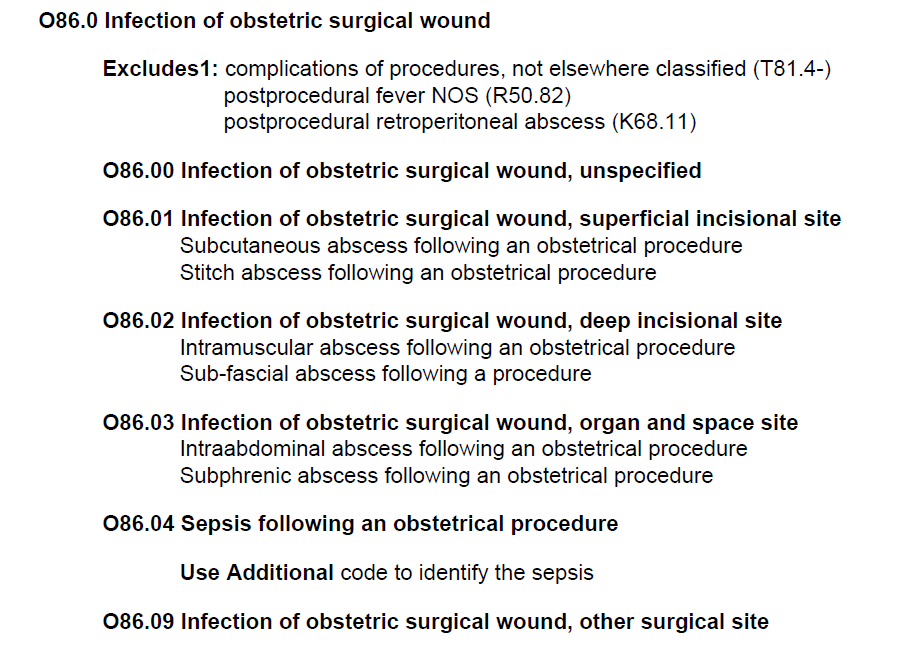 O86.0 Infection of obstetric surgical wound
Excludes1: complications of procedures, not elsewhere classified (T81.4-)
postprocedural fever NOS (R50.82)
postprocedural retroperitoneal abscess (K68.11)
O86.00 Infection of obstetric surgical wound, unspecified
O86.01 Infection of obstetric surgical wound, superficial incisional site
Subcutaneous abscess following an obstetrical procedure
Stitch abscess following an obstetrical procedure
O86.02 Infection of obstetric surgical wound, deep incisional site
Intramuscular abscess following an obstetrical procedure
Sub-fascial abscess following a procedure
O86.03 Infection of obstetric surgical wound, organ and space site
Intraabdominal abscess following an obstetrical procedure
Subphrenic abscess following an obstetrical procedure
O86.04 Sepsis following an obstetrical procedure
Use Additional code to identify the sepsis
O86.09 Infection of obstetric surgical wound, other surgical site